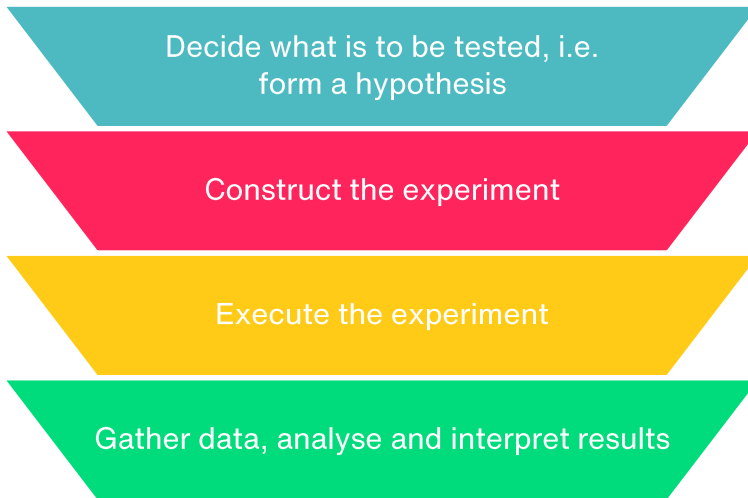 Decide what is to be tested, i.e.
form a hypothesis
Construct the experiment
Execute the experiment
Gather data, analyse and interpret results